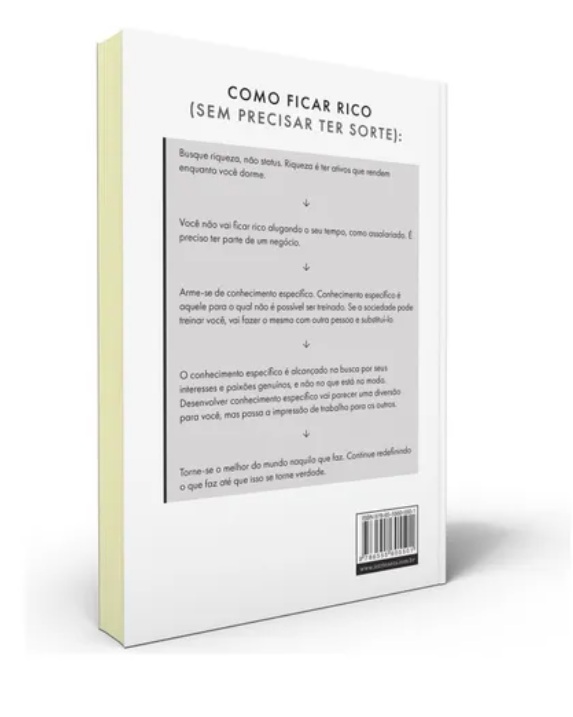 COMO FICAR RICO
(SEM PRECISAR TER SORTE):
Busque riqueza, não status. Riqueza é ter ativos que rendem
enquanto você dorme.
↓
Você não vai ficar rico alugando o seu tempo, como assalariado. É
preciso ter parte de um negócio.
↓
Arme-se de conhecimento específico. Conhecimento específico é
aquele para o qual não é possível ser treinado. Se a sociedade pode
treinar você, vai fazer o mesmo com outra pessoa e substituí-lo
↓
O conhecimento específico é alcançado na busca por seus
interesses e paixões genuínos, e não no que está na moda.
Desenvolver conhecimento específico vai parecer uma diversão
para você, mas passa a impressão de trabalho para os outros.
↓
Torne-se o melhor do mundo naquilo que faz. Continue redefinindo
o que faz até que isso se torne verdade.